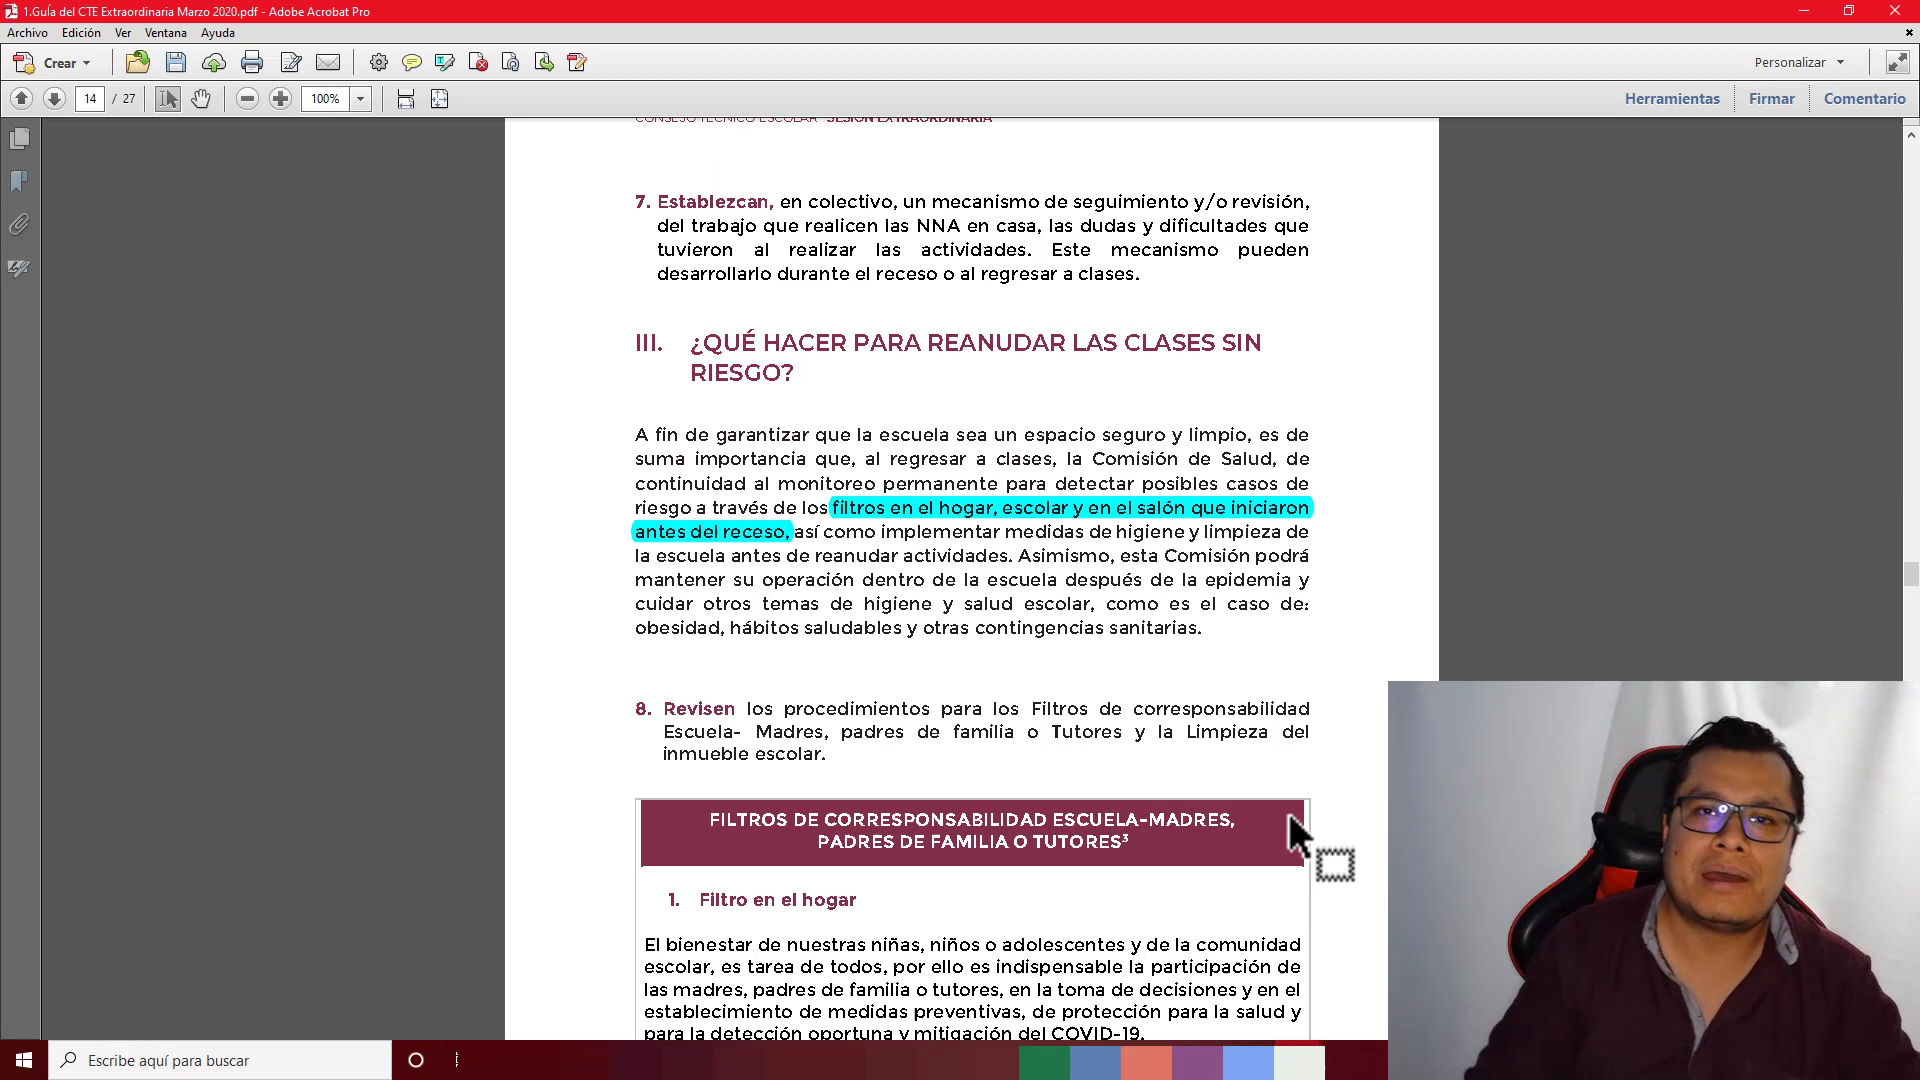 1.Guía del CTE Extraordinaria Marzo 2020.pdf - Adobe Acrobat Pro
Archivo Edición Ver Ventana Ayuda
Crear
Personalizar
14 / 27
100%
Herramientas Firmar Comentario
CONSEJO TÉCNICO ESCOLAR SESIÓN EXTRAORDINARIA
7. Establezcan, en colectivo, un mecanismo de seguimiento y/o revisión,
del trabajo que realicen las NNA en casa, las dudas y dificultades que
tuvieron al realizar las actividades. Este mecanismo pueden
desarrollarlo durante el receso o al regresar a clases.
III. ¿QUÉ HACER PARA REANUDAR LAS CLASES SIN
RIESGO?
A fin de garantizar que la escuela sea un espacio seguro y limpio, es de
suma importancia que, al regresar a clases, la Comisión de Salud, de
continuidad al monitoreo permanente para detectar posibles casos de
riesgo a través de los filtros en el hogar, escolar y en el salón que iniciaron
antes del receso, así como implementar medidas de higiene y limpieza de
la escuela antes de reanudar actividades. Asimismo, esta Comisión podrá
mantener su operación dentro de la escuela después de la epidemia y
cuidar otros temas de higiene y salud escolar, como es el caso de:
obesidad, hábitos saludables y otras contingencias sanitarias.
8. Revisen los procedimientos para los Filtros de corresponsabilidad
Escuela- Madres, padres de familia o Tutores y la Limpieza del
inmueble escolar.
FILTROS DE CORRESPONSABILIDAD ESCUELA-MADRES,
PADRES DE FAMILIA O TUTORES³
1. Filtro en el hogar
El bienestar de nuestras niñas, niños o adolescentes y de la comunidad
escolar, es tarea de todos, por ello es indispensable la participación de
las madres, padres de familia o tutores, en la toma de decisiones y en el
establecimiento de medidas preventivas, de protección para la salud y
para la detección oportuna y mitigación del COVID-19.
Escribe aquí para buscar